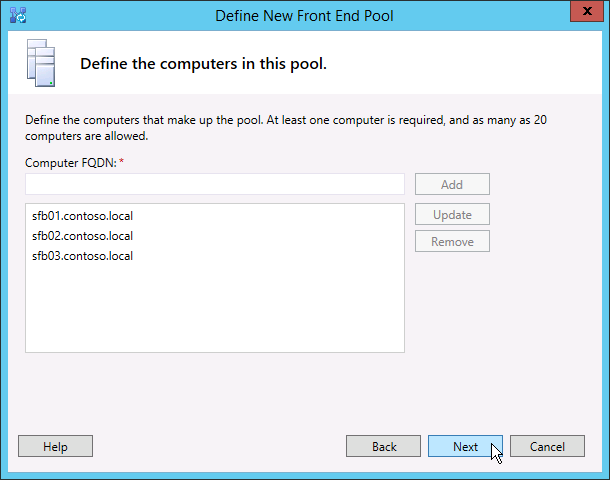 Define New Front End Pool
x
Define the computers in this pool.
Define the computers that make up the pool. At least one computer is required, and as many as 20
computers are allowed.
Computer FQDN: *
Add
sfb01.contoso.local
sfb02.contoso.local
sfb03.contoso.local
Update
Remove
Help
Back
Next
Cancel